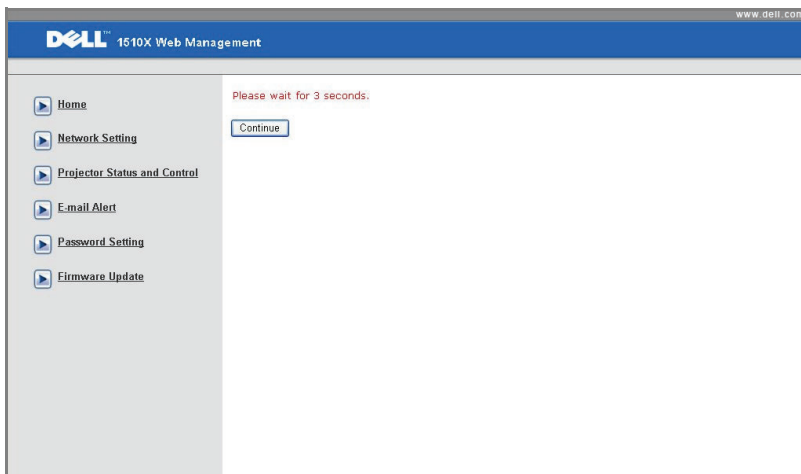 www.dell.com
DELL™ 1510X Web Management
Home
Network Setting
Projector Status and Control
E-mail Alert
Password Setting
Firmware Update
Please wait for 3 seconds.
Continue